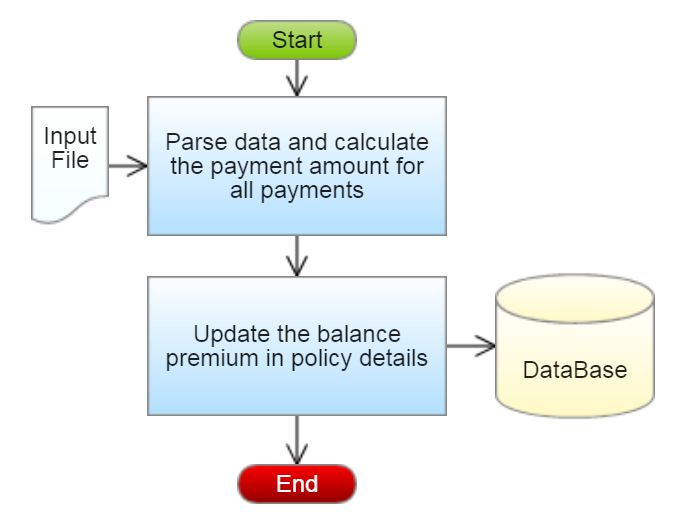 Start
Input
File
Parse data and calculate
the payment amount for
all payments
Update the balance
premium in policy details
DataBase
End